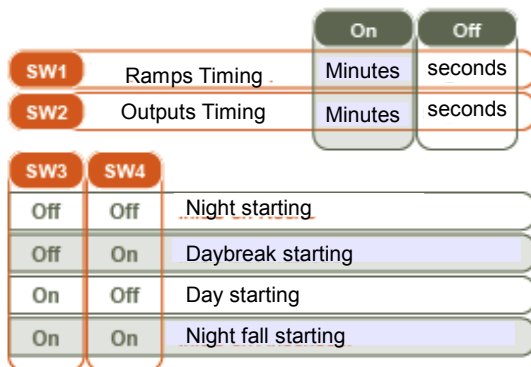 On Off
SW1 Ramps Timing Minutes seconds
SW2 Outputs Timing Minutes seconds
SW3 SW4
Off Off Night starting
Off On Daybreak starting
On Off Day starting
On On Night fall starting